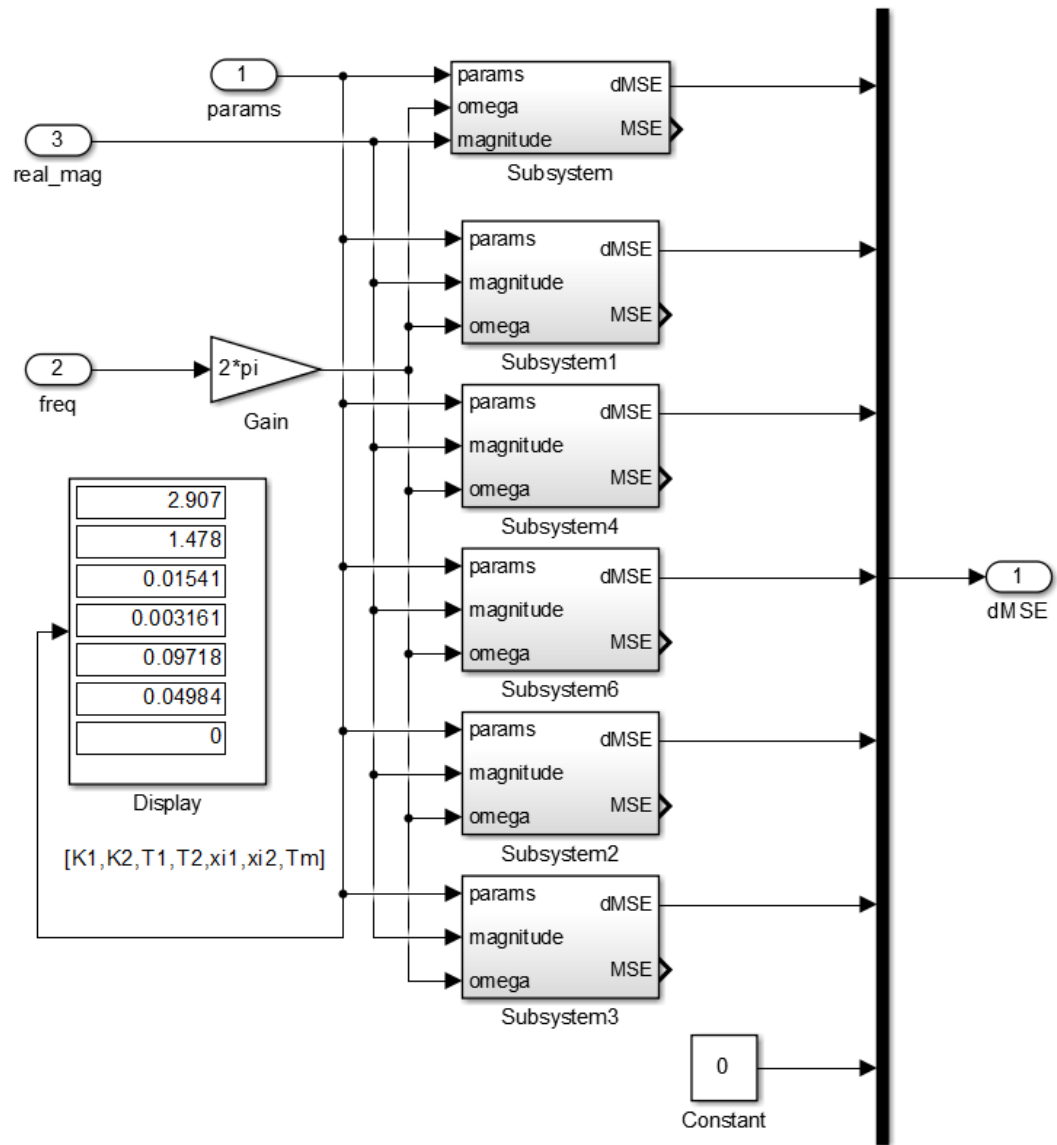 1
params
3
real_mag
params
omega
magnitude
dMSE
MSE
Subsystem
params
magnitude
omega
dMSE
MSE
Subsystem1
2
freq
2*pi
Gain
params
magnitude
omega
dMSE
MSE
Subsystem4
2.907
1.478
0.01541
0.003161
0.09718
0.04984
0
Display
[K1,K2,T1,T2,xi1,xi2,Tm]
params
magnitude
omega
dMSE
MSE
Subsystem6
1
dMSE
params
magnitude
omega
dMSE
MSE
Subsystem2
params
magnitude
omega
dMSE
MSE
Subsystem3
0
Constant